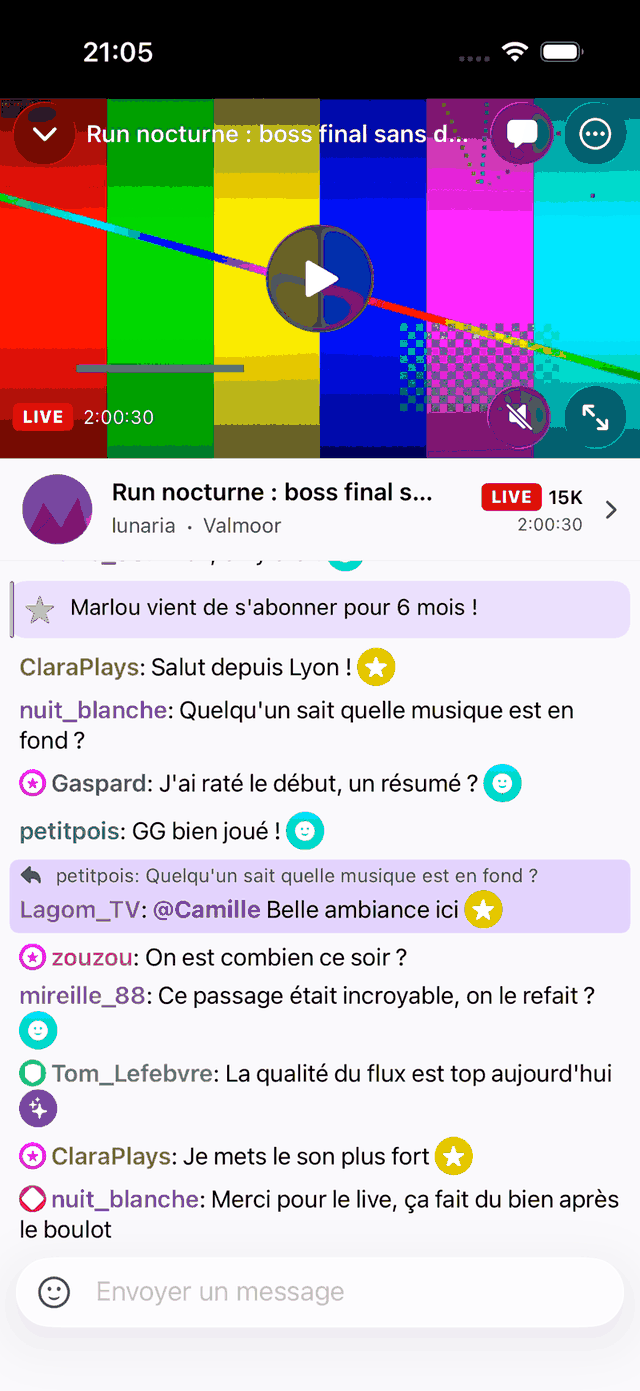 21:05
Run nocturne : boss final sans d...
LIVE 2:00:30
Run nocturne : boss final s...
LIVE 15K
lunaria · Valmoor
2:00:30
Marlou vient de s'abonner pour 6 mois !
ClaraPlays: Salut depuis Lyon !
nuit_blanche: Quelqu'un sait quelle musique est en
fond ?
Gaspard: J'ai raté le début, un résumé ?
petitpois: GG bien joué !
petitpois: Quelqu'un sait quelle musique est en fond ?
Lagom_TV: @Camille Belle ambiance ici
zouzou: On est combien ce soir ?
mireille_88: Ce passage était incroyable, on le refait ?
Tom_Lefebvre: La qualité du flux est top aujourd'hui
ClaraPlays: Je mets le son plus fort
nuit_blanche: Merci pour le live, ça fait du bien après
le boulot
Envoyer un message